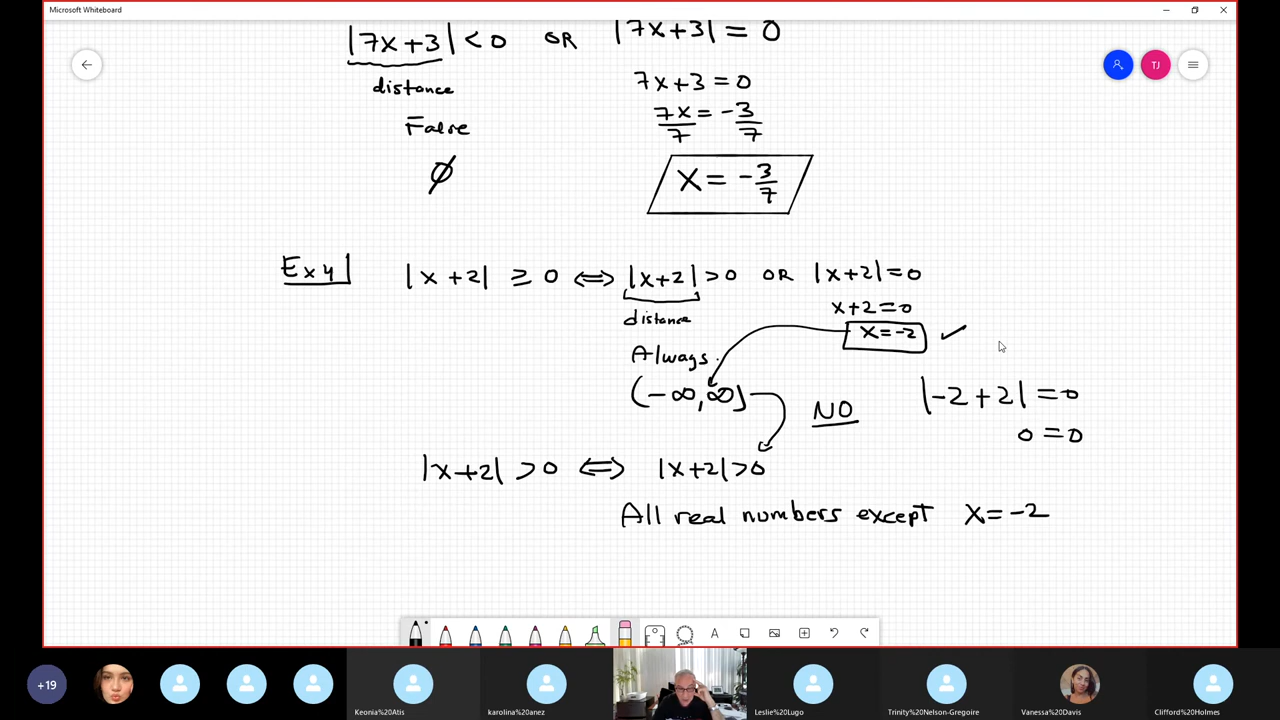 Microsoft Whiteboard
|7x+3| < 0 OR |7x+3| = 0
distance
7x+3=0
False
7x/7 = -3/7
∅
x = -3/7
TJ
Ex 4 |x+2| ≥ 0 ⇔ |x+2| > 0 OR |x+2| = 0
distance
x+2=0
x=-2 ✓
Always
(-∞,∞)
NO
|-2+2| = 0
0 = 0
|x+2| > 0 ⇔ |x+2| > 0
All real numbers except x=-2
A
+19
Keonia%20Atis
karolina%20anez
Leslie%20Lugo
Trinity%20Nelson-Gregoire
Vanessa%20Davis
Clifford%20Holmes